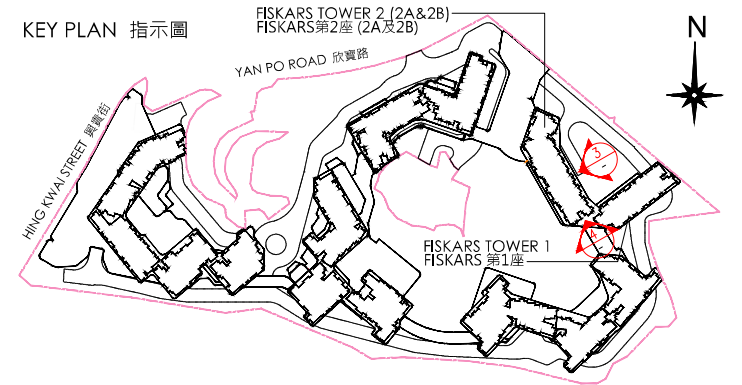 KEY PLAN 指示圖
FISKARS TOWER 2 (2A&2B)
FISKARS第2座 (2A及2B)
N
YAN PO ROAD 欣寶路
HING KWAI STREET 興貴街
3
4
FISKARS TOWER 1
FISKARS 第1座